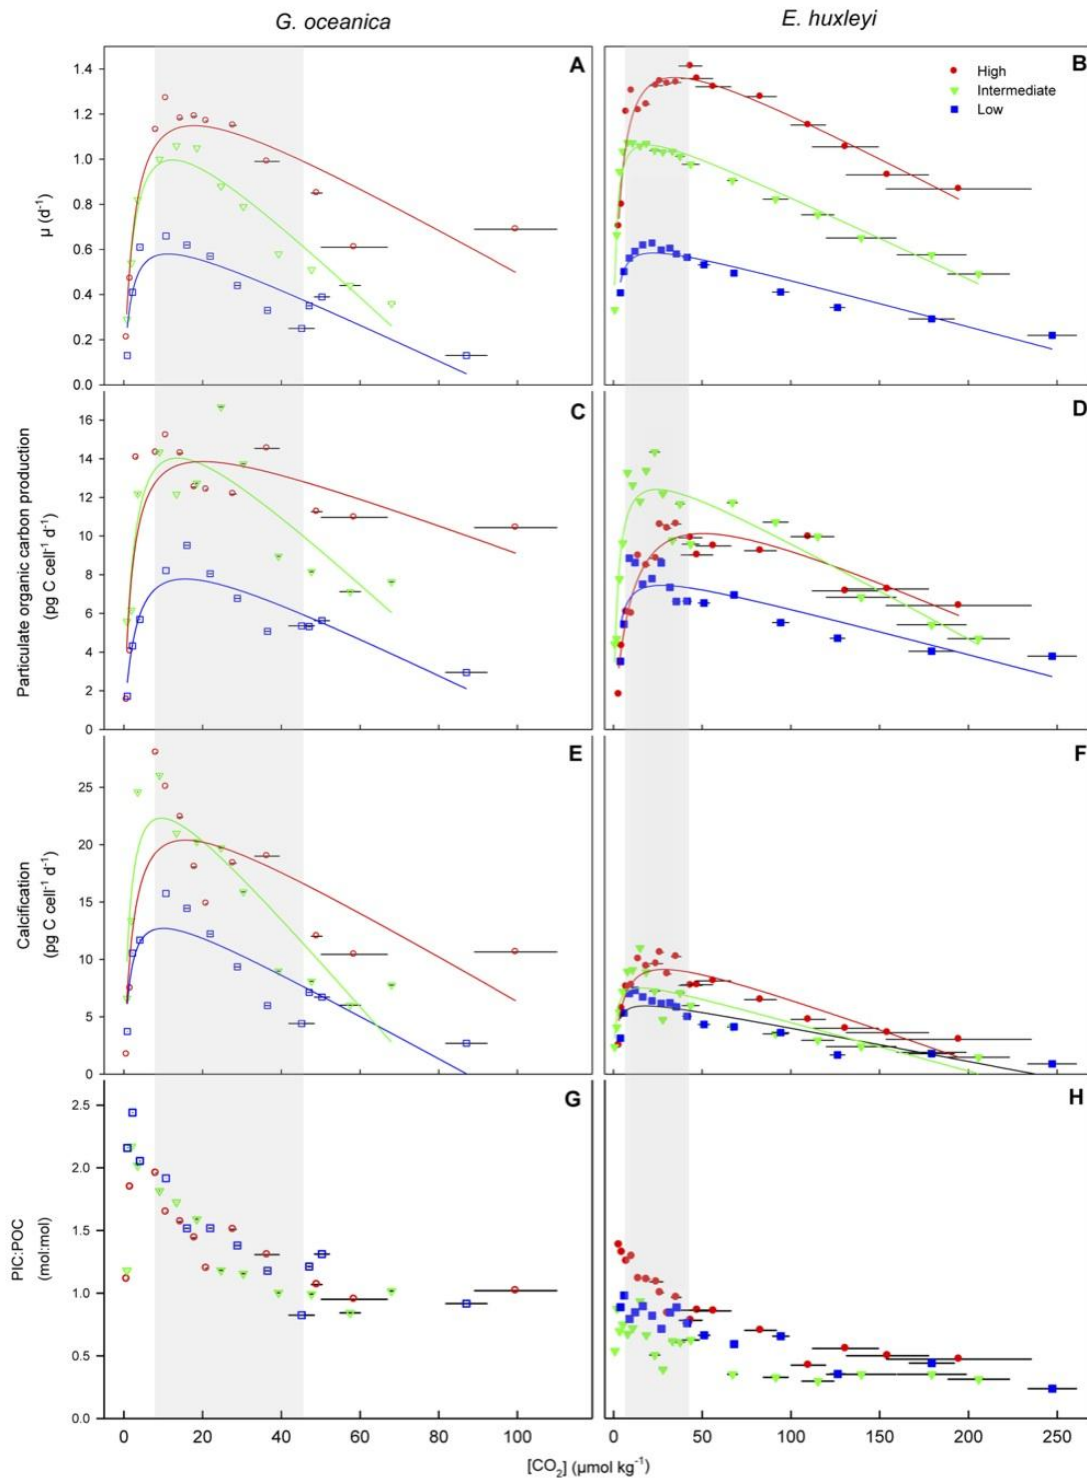 G. oceanica
E. huxleyi
A
B
High
Intermediate
Low
µ (d⁻¹)
1.4
1.2
1.0
0.8
0.6
0.4
0.2
0.0
C
D
Particulate organic carbon production
(pg C cell⁻¹ d⁻¹)
16
14
12
10
8
6
4
2
0
E
F
Calcification
(pg C cell⁻¹ d⁻¹)
25
20
15
10
5
0
G
H
PIC:POC
(mol:mol)
2.5
2.0
1.5
1.0
0.5
0.0
0 20 40 60 80 100
0 50 100 150 200 250
[CO₂] (µmol kg⁻¹)